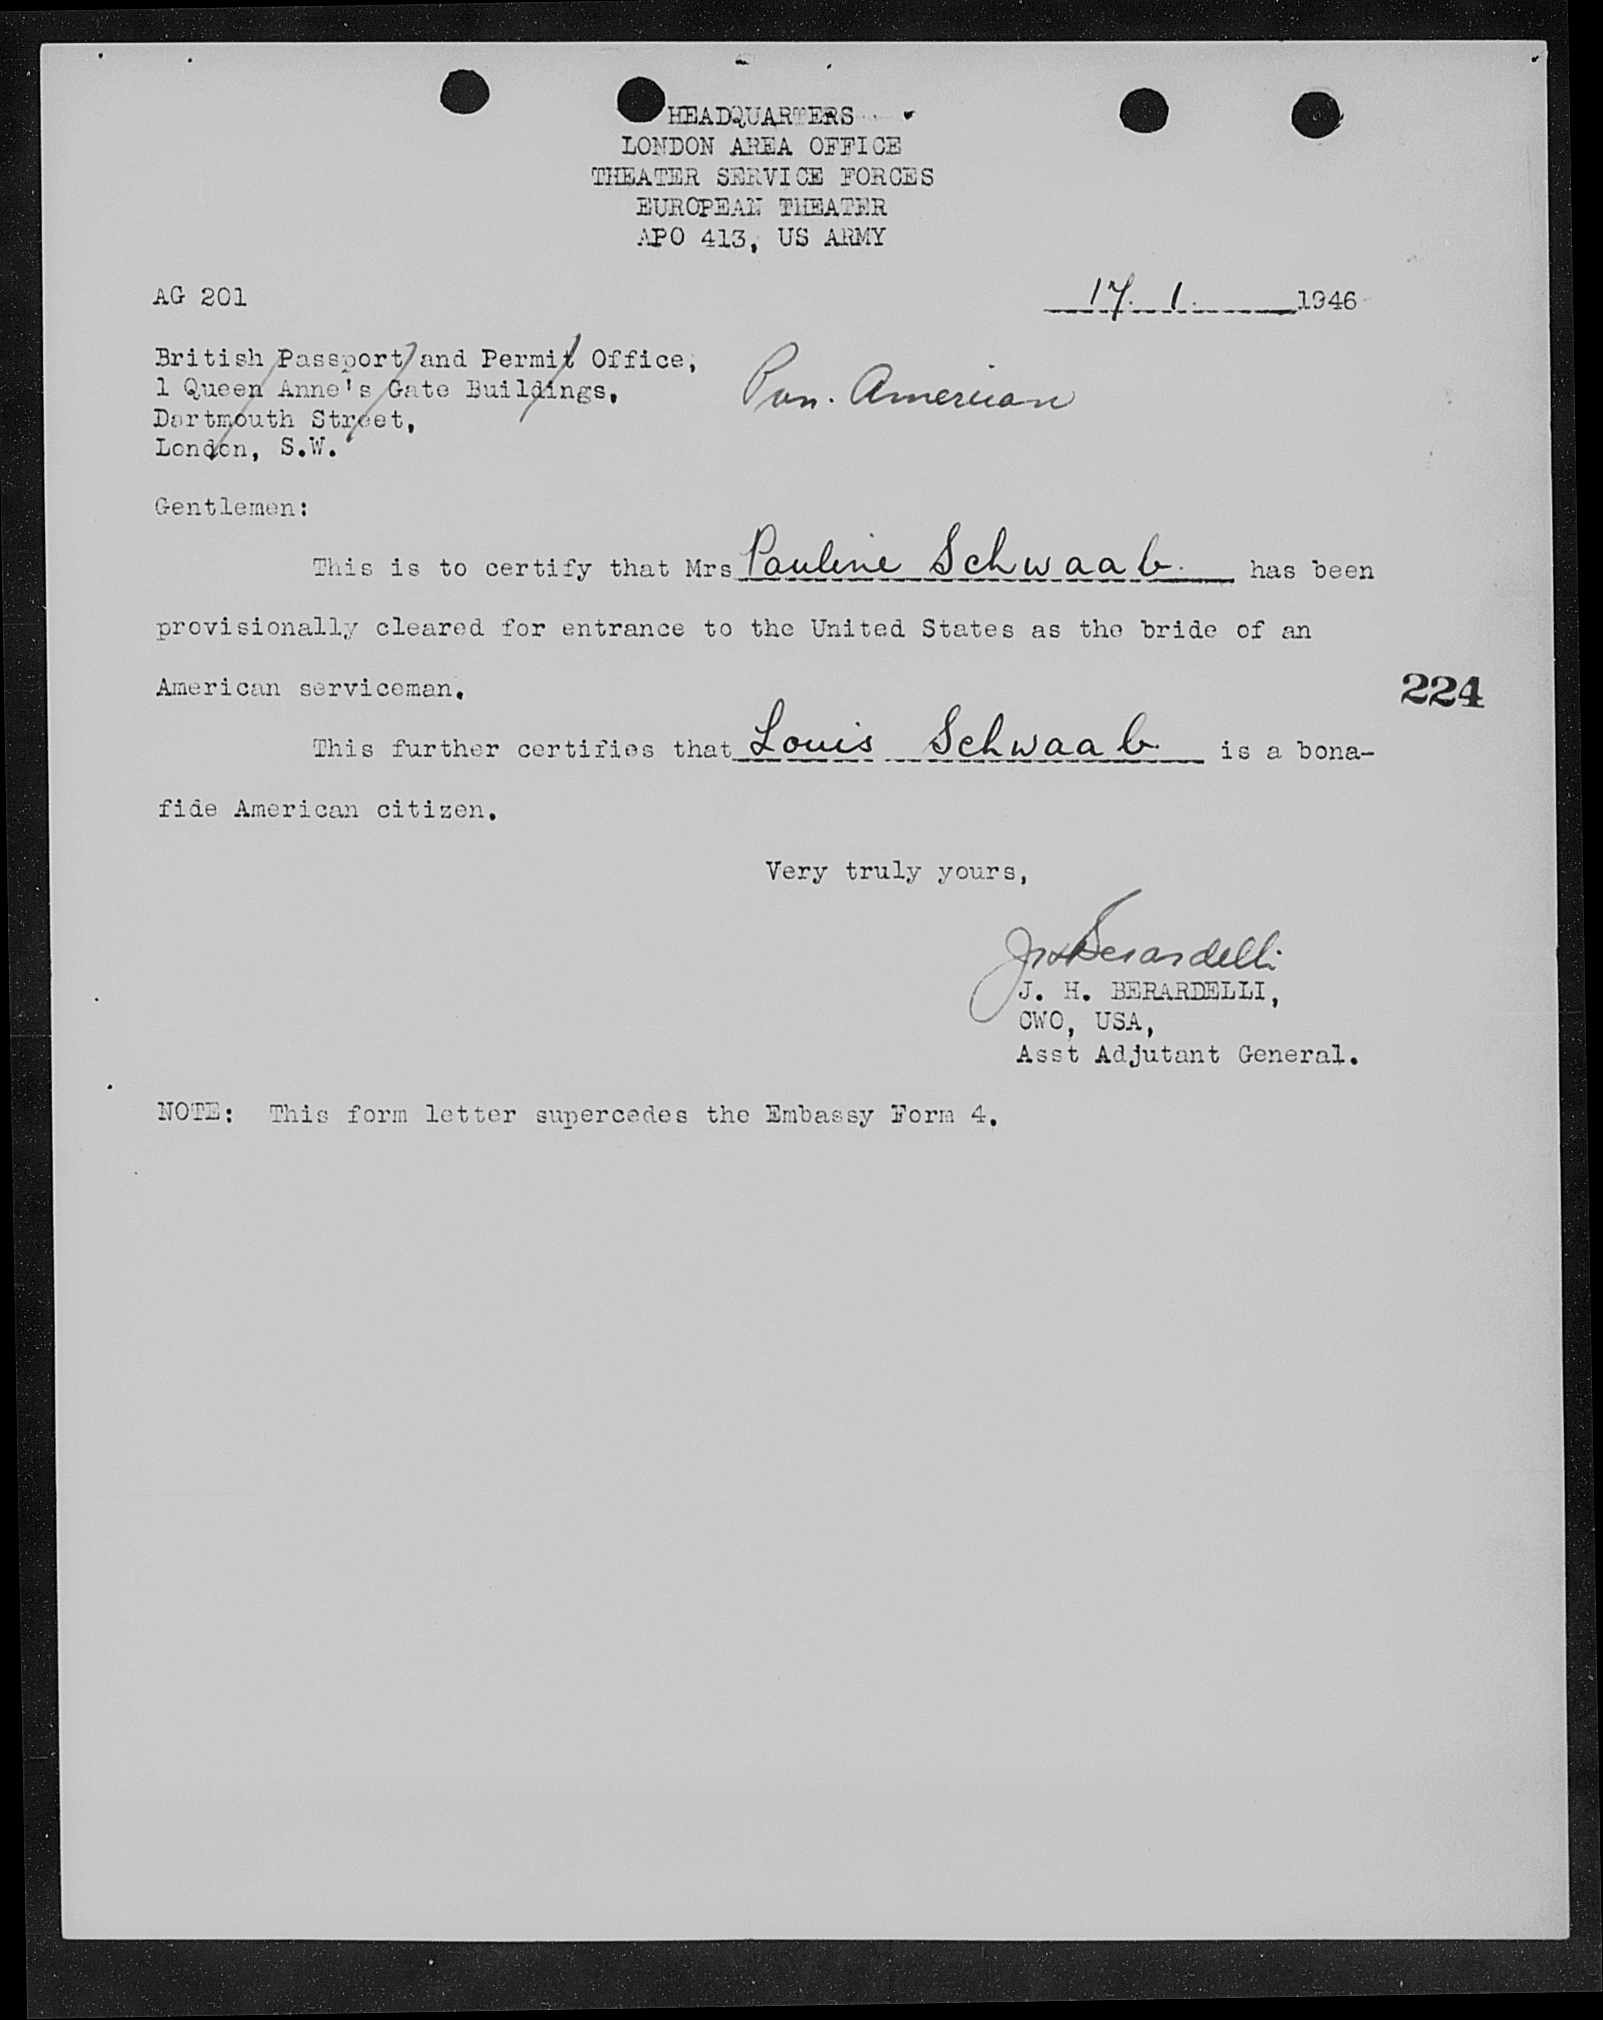 HEADQUARTERS
LONDON AREA OFFICE
THEATER SERVICE FORCES
EUROPEAN THEATER
APO 413, US ARMY
AG 201
17. 1. 1946
British Passport and Permit Office,
1 Queen Anne's Gate Buildings,
Dartmouth Street,
London, S.W.
Pan. American
Gentlemen:
This is to certify that Mrs Pauline Schwaab. has been
provisionally cleared for entrance to the United States as the bride of an
American serviceman.
224
This further certifies that Louis Schwaab. is a bona-
fide American citizen.
Very truly yours,
JHBerardelli
J. H. BERARDELLI,
CWO, USA,
Asst Adjutant General.
NOTE: This form letter supercedes the Embassy Form 4.